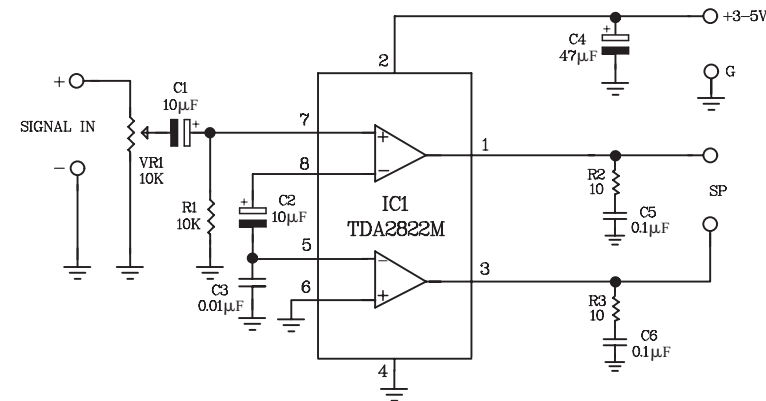 +3-5V
+
C4
47µF
2
G
+
C1
10µF
+
SIGNAL IN
7
+
1
VR1
10K
−
8
−
R2
10
SP
R1
10K
+
C2
10µF
IC1
TDA2822M
C5
0.1µF
5
−
3
C3
0.01µF
6
+
R3
10
C6
0.1µF
4